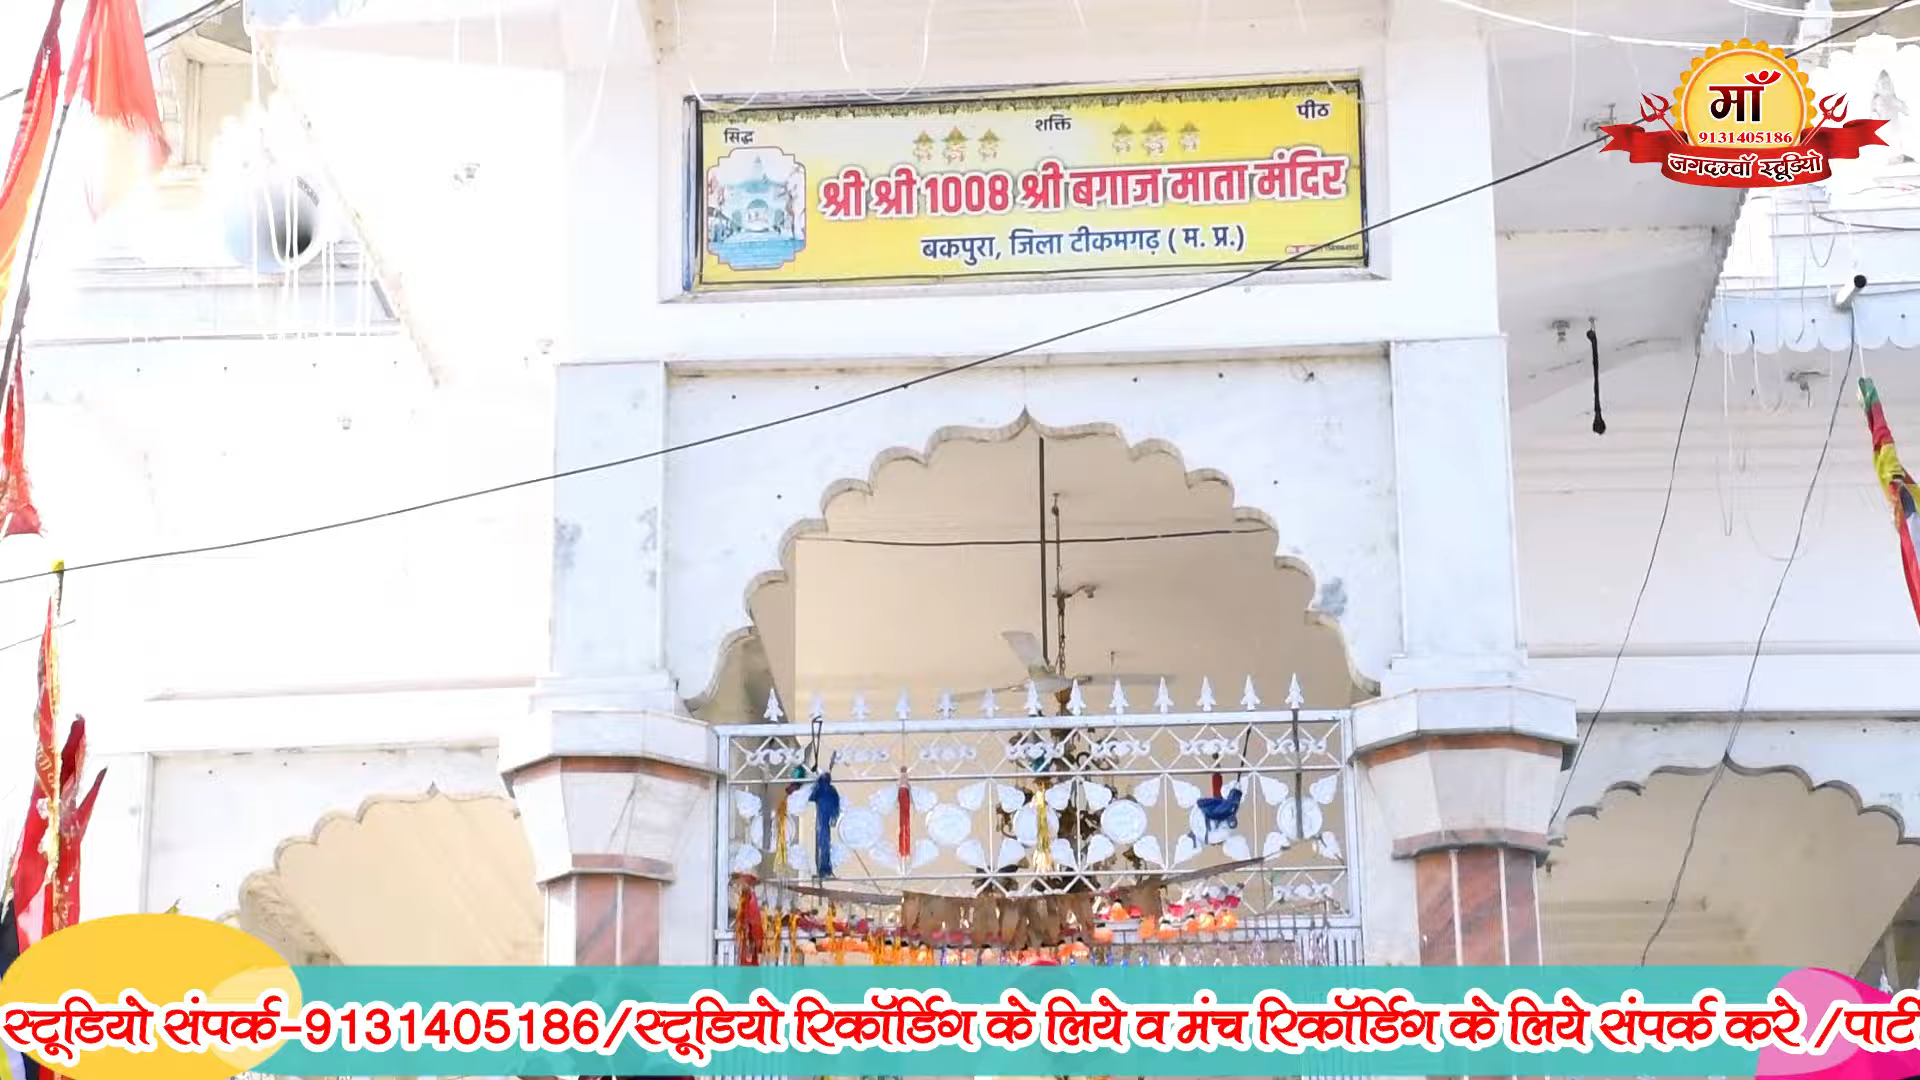 सिद्ध शक्ति पीठ
श्री श्री 1008 श्री बगाज माता मंदिर
बकपुरा, जिला टीकमगढ़ ( म. प्र.)
माँ
9131405186
जगदम्बॉ स्टूडियो
स्टूडियो संपर्क-9131405186/स्टूडियो रिकॉर्डिग के लिये व मंच रिकॉर्डिग के लिये संपर्क करे /पार्टी